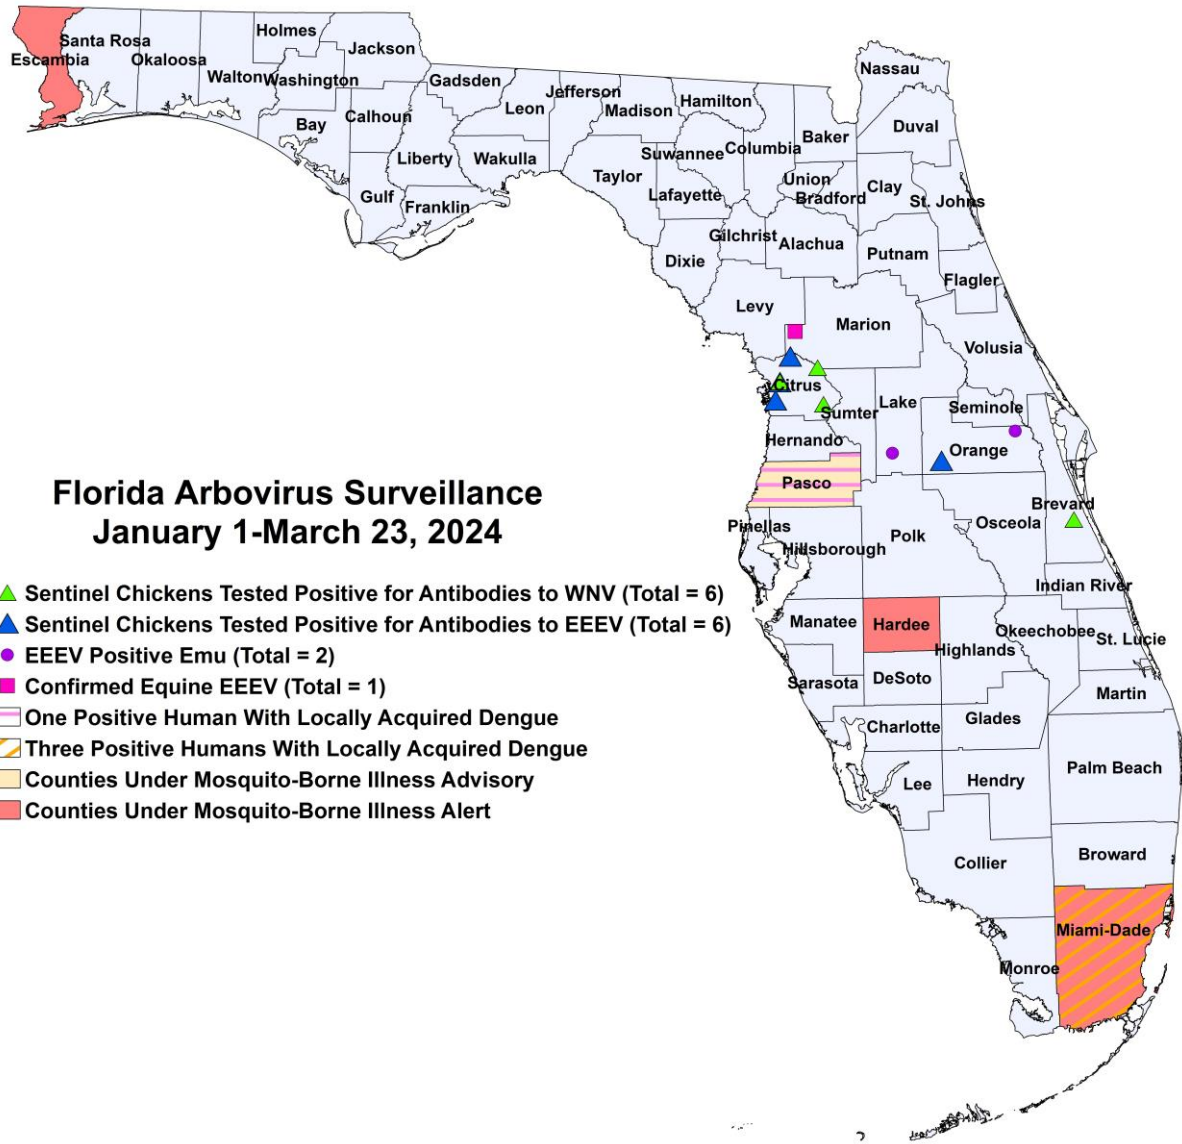 Holmes
Santa Rosa
Jackson
Escambia
Okaloosa
Walton
Washington
Nassau
Gadsden
Jefferson
Leon
Madison
Hamilton
Calhoun
Bay
Duval
Baker
Columbia
Suwannee
Liberty
Wakulla
Taylor
Union
Lafayette
Bradford
Clay
St. Johns
Gulf
Franklin
Gilchrist
Alachua
Putnam
Dixie
Flagler
Levy
Marion
Volusia
Citrus
Lake
Sumter
Seminole
Hernando
Orange
Pasco
Florida Arbovirus Surveillance
January 1-March 23, 2024
Brevard
Pinellas
Osceola
Polk
Hillsborough
Indian River
Sentinel Chickens Tested Positive for Antibodies to WNV (Total = 6)
Sentinel Chickens Tested Positive for Antibodies to EEEV (Total = 6)
EEEV Positive Emu (Total = 2)
Confirmed Equine EEEV (Total = 1)
One Positive Human With Locally Acquired Dengue
Three Positive Humans With Locally Acquired Dengue
Counties Under Mosquito-Borne Illness Advisory
Counties Under Mosquito-Borne Illness Alert
Manatee
Hardee
Okeechobee
St. Lucie
Highlands
Sarasota
DeSoto
Martin
Charlotte
Glades
Palm Beach
Lee
Hendry
Broward
Collier
Miami-Dade
Monroe